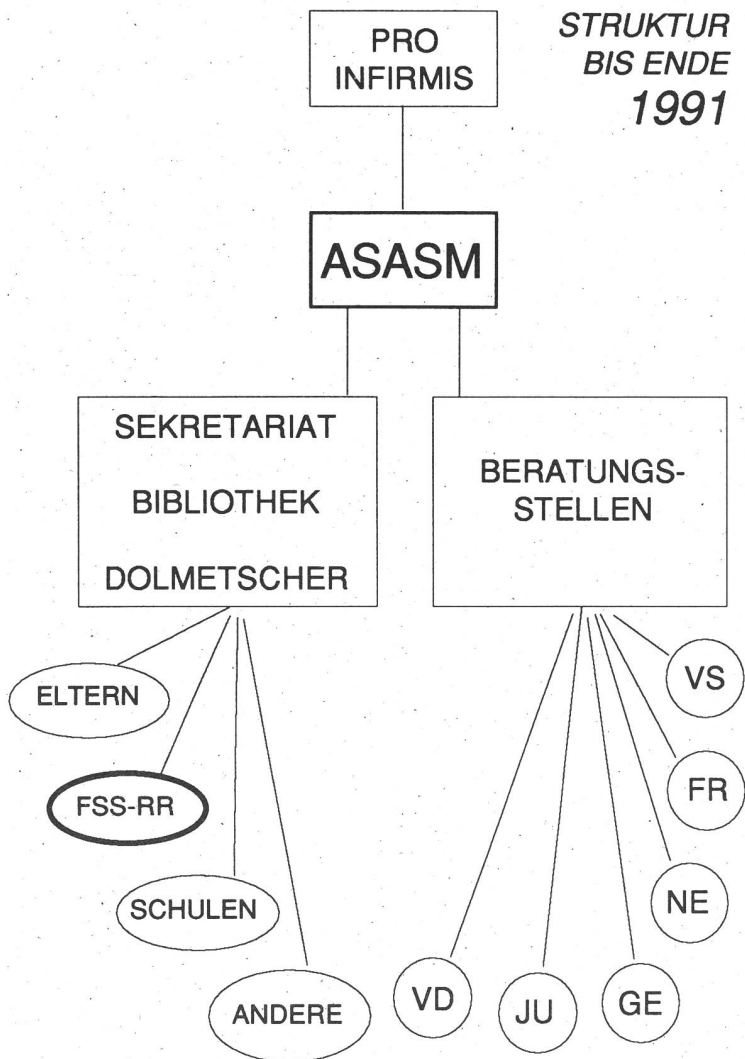 STRUKTUR
BIS ENDE
1991
PRO
INFIRMIS
ASASM
SEKRETARIAT
BIBLIOTHEK
DOLMETSCHER
BERATUNGS-
STELLEN
ELTERN
FSS-RR
SCHULEN
ANDERE
VS
FR
NE
GE
JU
VD